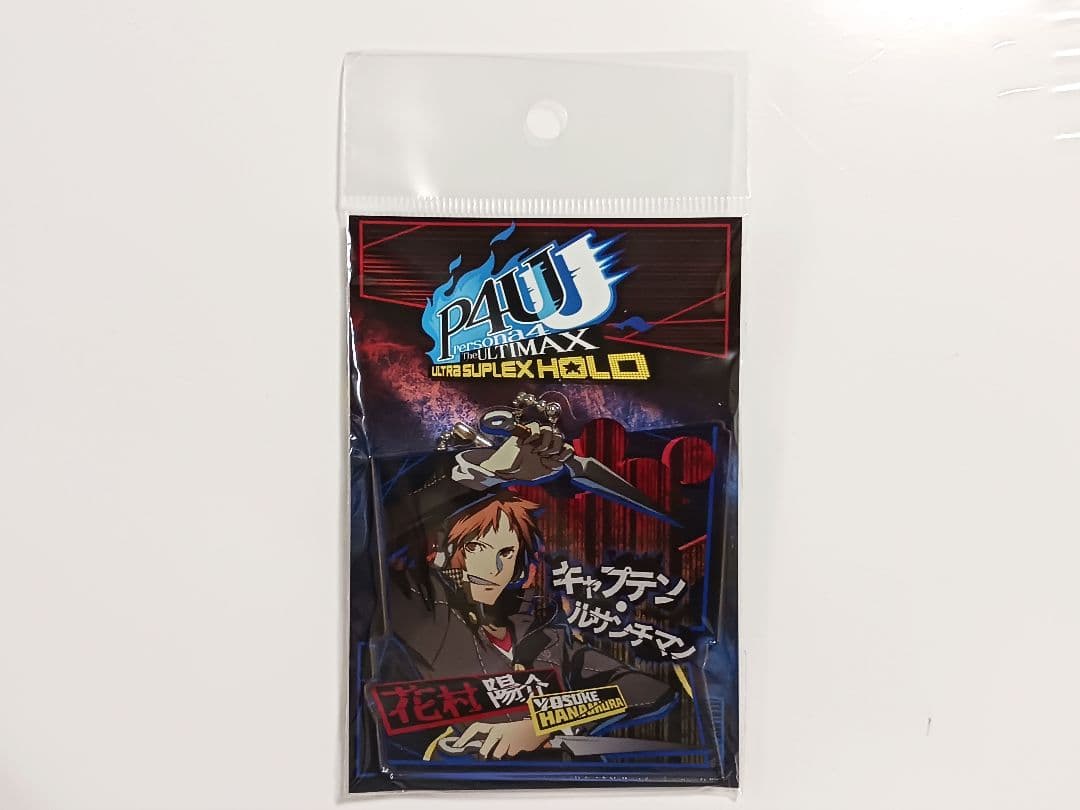 P4UU
Persona4
The ULTIMAX
ULTRA SUPLEX HOLD
キャプテン・
ルサンチマン
花村 陽介
YOSUKE
HANAMURA